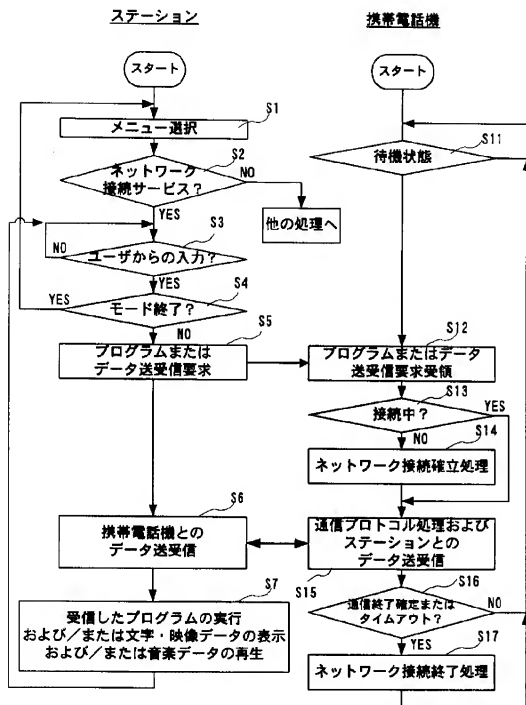 ステーション
スタート
S1
メニュー選択
S2
ネットワーク
接続サービス？
NO
YES
他の処理へ
S3
NO
ユーザからの入力？
YES
S4
YES
モード終了？
NO
S5
プログラムまたは
データ送受信要求
S6
携帯電話機との
データ送受信
S7
受信したプログラムの実行
および／または文字・映像データの表示
および／または音楽データの再生
携帯電話機
スタート
S11
待機状態
S12
プログラムまたはデータ
送受信要求受領
S13
接続中？
YES
NO
S14
ネットワーク接続確立処理
通信プロトコル処理および
ステーションとの
データ送受信
S15
S16
通信終了確定または
タイムアウト？
NO
YES
S17
ネットワーク接続終了処理